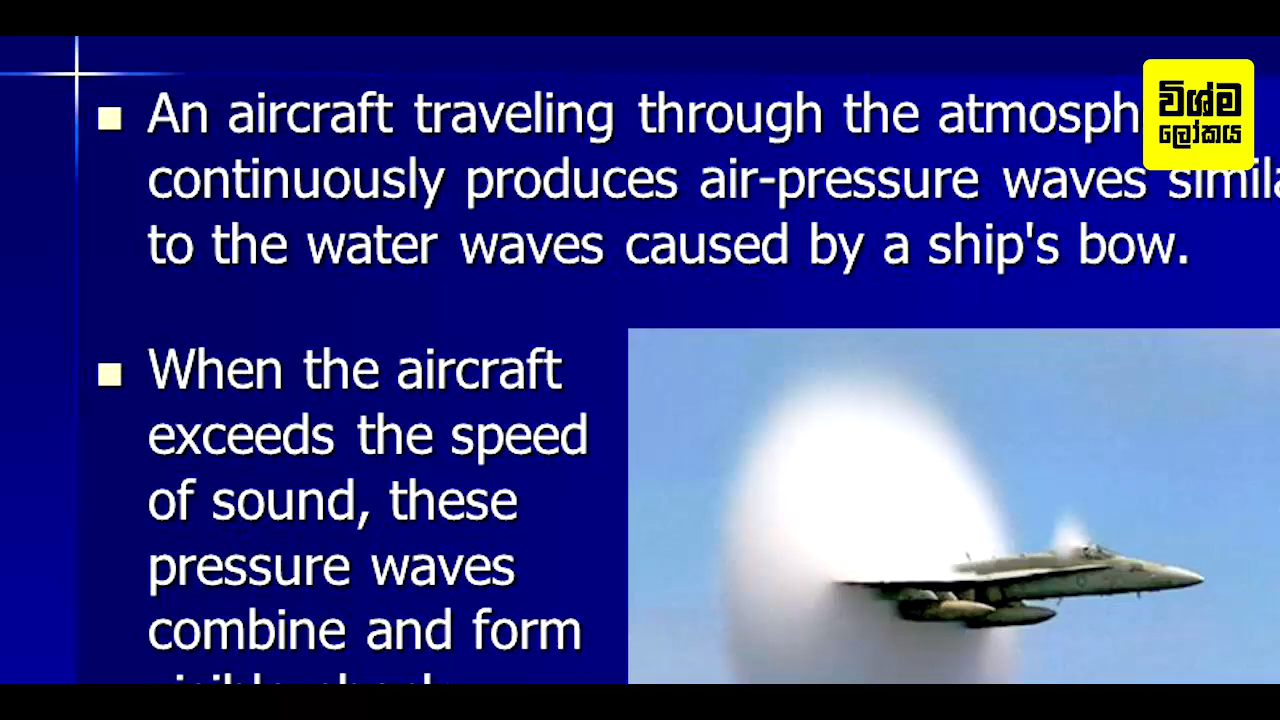 An aircraft traveling through the atmosph
continuously produces air-pressure waves simila
to the water waves caused by a ship's bow.
When the aircraft
exceeds the speed
of sound, these
pressure waves
combine and form
විශ්ම
ලෝකය